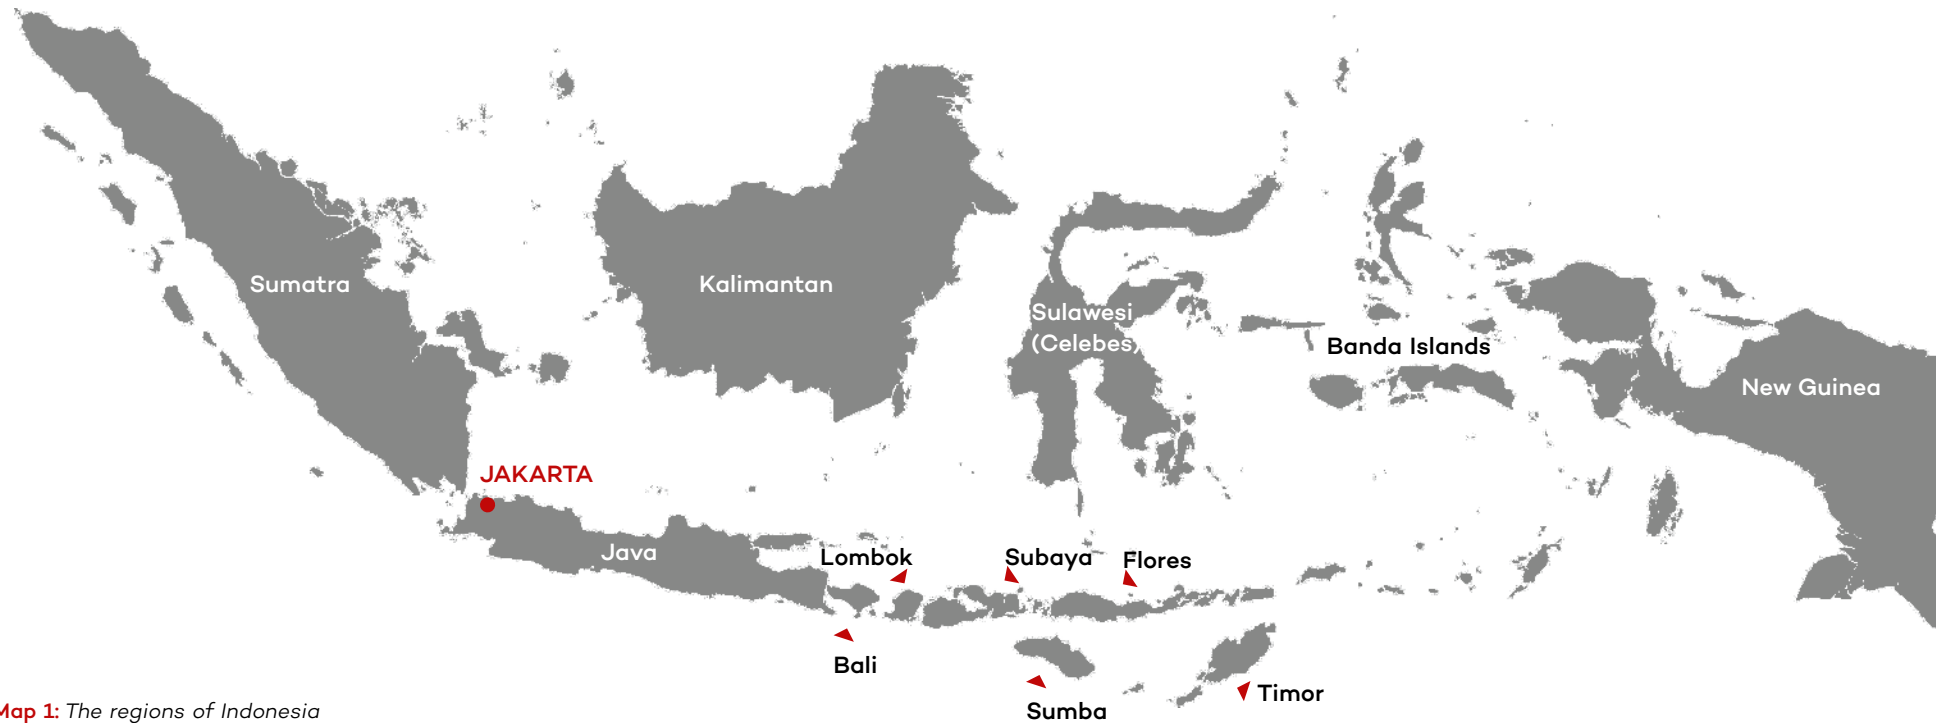 Sumatra
Kalimantan
Sulawesi
(Celebes)
Banda Islands
New Guinea
JAKARTA
Java
Lombok
Subaya
Flores
Bali
Sumba
Timor
Map 1: The regions of Indonesia